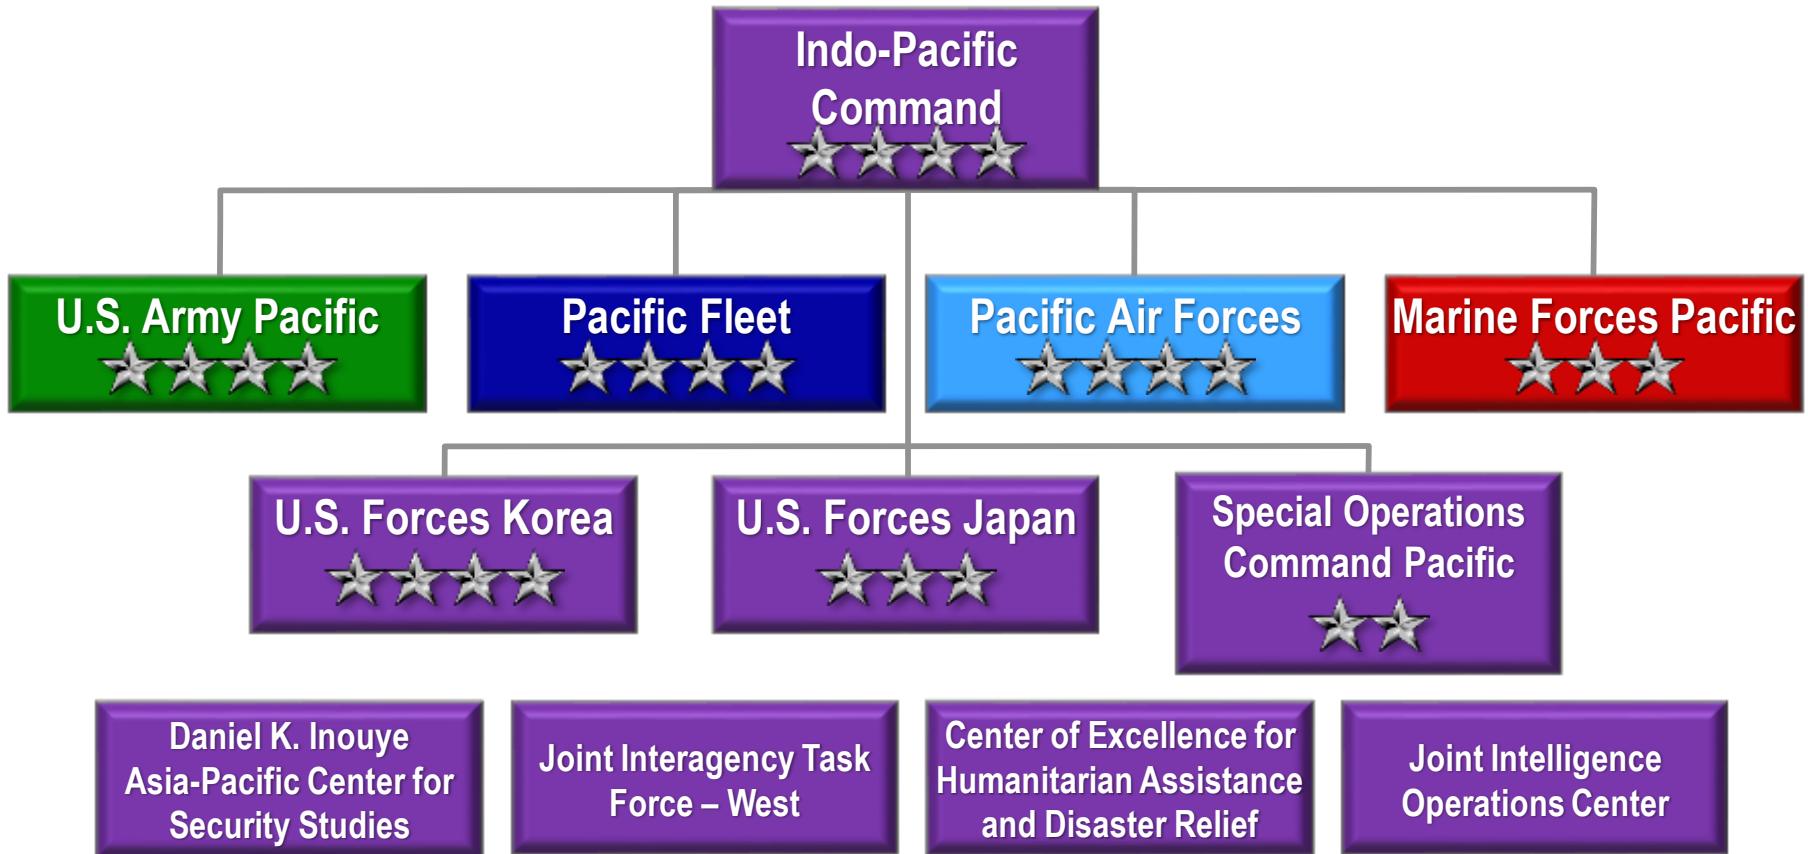 Indo-Pacific
Command
U.S. Army Pacific
Pacific Fleet
Pacific Air Forces
Marine Forces Pacific
U.S. Forces Korea
U.S. Forces Japan
Special Operations
Command Pacific
Daniel K. Inouye
Asia-Pacific Center for
Security Studies
Joint Interagency Task
Force – West
Center of Excellence for
Humanitarian Assistance
and Disaster Relief
Joint Intelligence
Operations Center